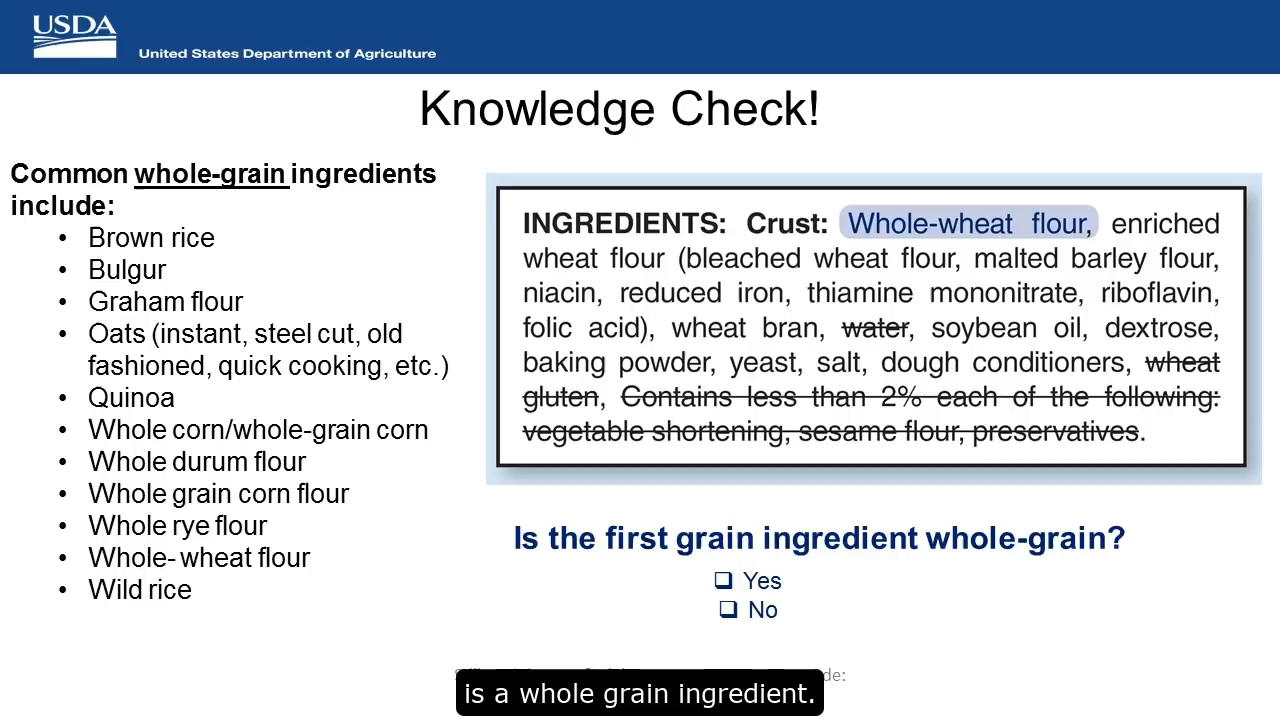 USDA
United States Department of Agriculture
Knowledge Check!
Common whole-grain ingredients
include:
• Brown rice
• Bulgur
• Graham flour
• Oats (instant, steel cut, old
fashioned, quick cooking, etc.)
• Quinoa
• Whole corn/whole-grain corn
• Whole durum flour
• Whole grain corn flour
• Whole rye flour
• Whole- wheat flour
• Wild rice
INGREDIENTS: Crust: Whole-wheat flour, enriched
wheat flour (bleached wheat flour, malted barley flour,
niacin, reduced iron, thiamine mononitrate, riboflavin,
folic acid), wheat bran, water, soybean oil, dextrose,
baking powder, yeast, salt, dough conditioners, wheat
gluten, Contains less than 2% each of the following:
vegetable shortening, sesame flour, preservatives.
Is the first grain ingredient whole-grain?
❑ Yes
❑ No
is a whole grain ingredient.